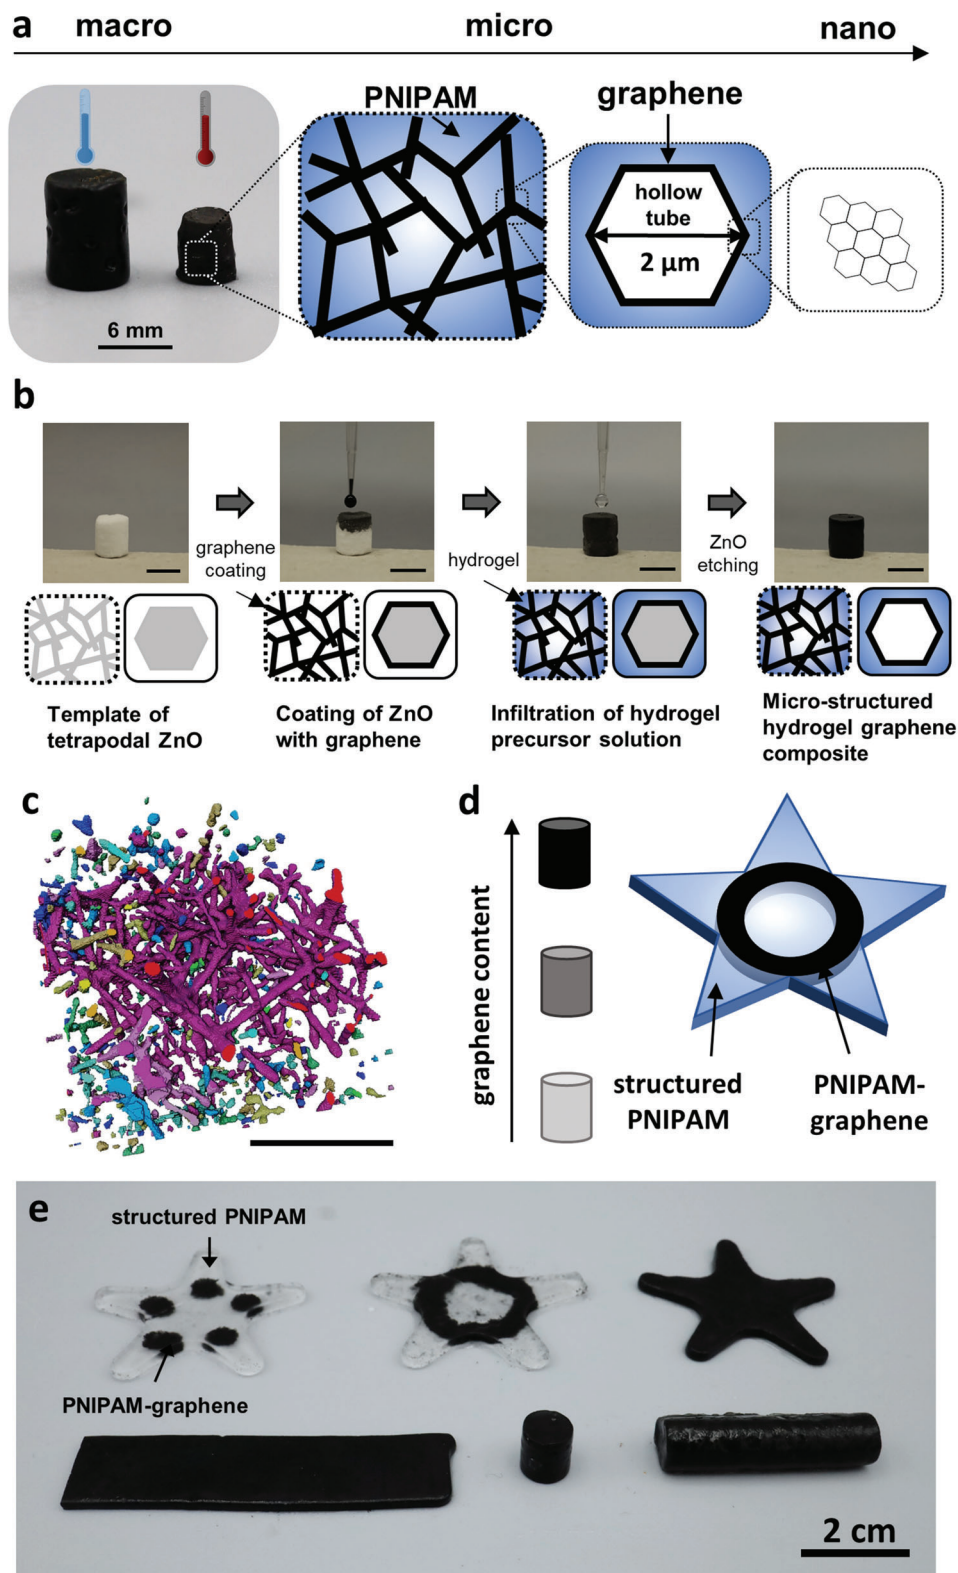 a
macro
micro
nano
PNIPAM
graphene
hollow
tube
2 µm
6 mm
b
graphene
coating
hydrogel
ZnO
etching
Template of
tetrapodal ZnO
Coating of ZnO
with graphene
Infiltration of hydrogel
precursor solution
Micro-structured
hydrogel graphene
composite
c
d
graphene content
structured
PNIPAM
PNIPAM-
graphene
e
structured PNIPAM
PNIPAM-graphene
2 cm